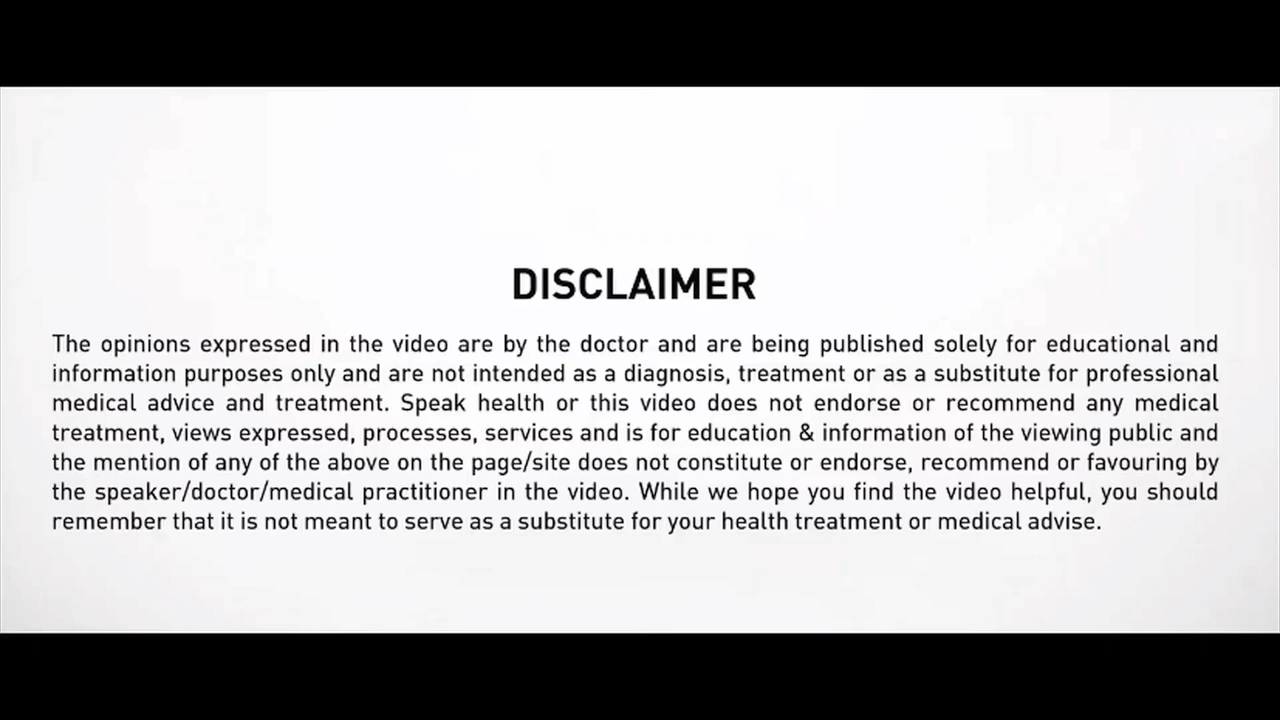 DISCLAIMER
The opinions expressed in the video are by the doctor and are being published solely for educational and
information purposes only and are not intended as a diagnosis, treatment or as a substitute for professional
medical advice and treatment. Speak health or this video does not endorse or recommend any medical
treatment, views expressed, processes, services and is for education & information of the viewing public and
the mention of any of the above on the page/site does not constitute or endorse, recommend or favouring by
the speaker/doctor/medical practitioner in the video. While we hope you find the video helpful, you should
remember that it is not meant to serve as a substitute for your health treatment or medical advise.